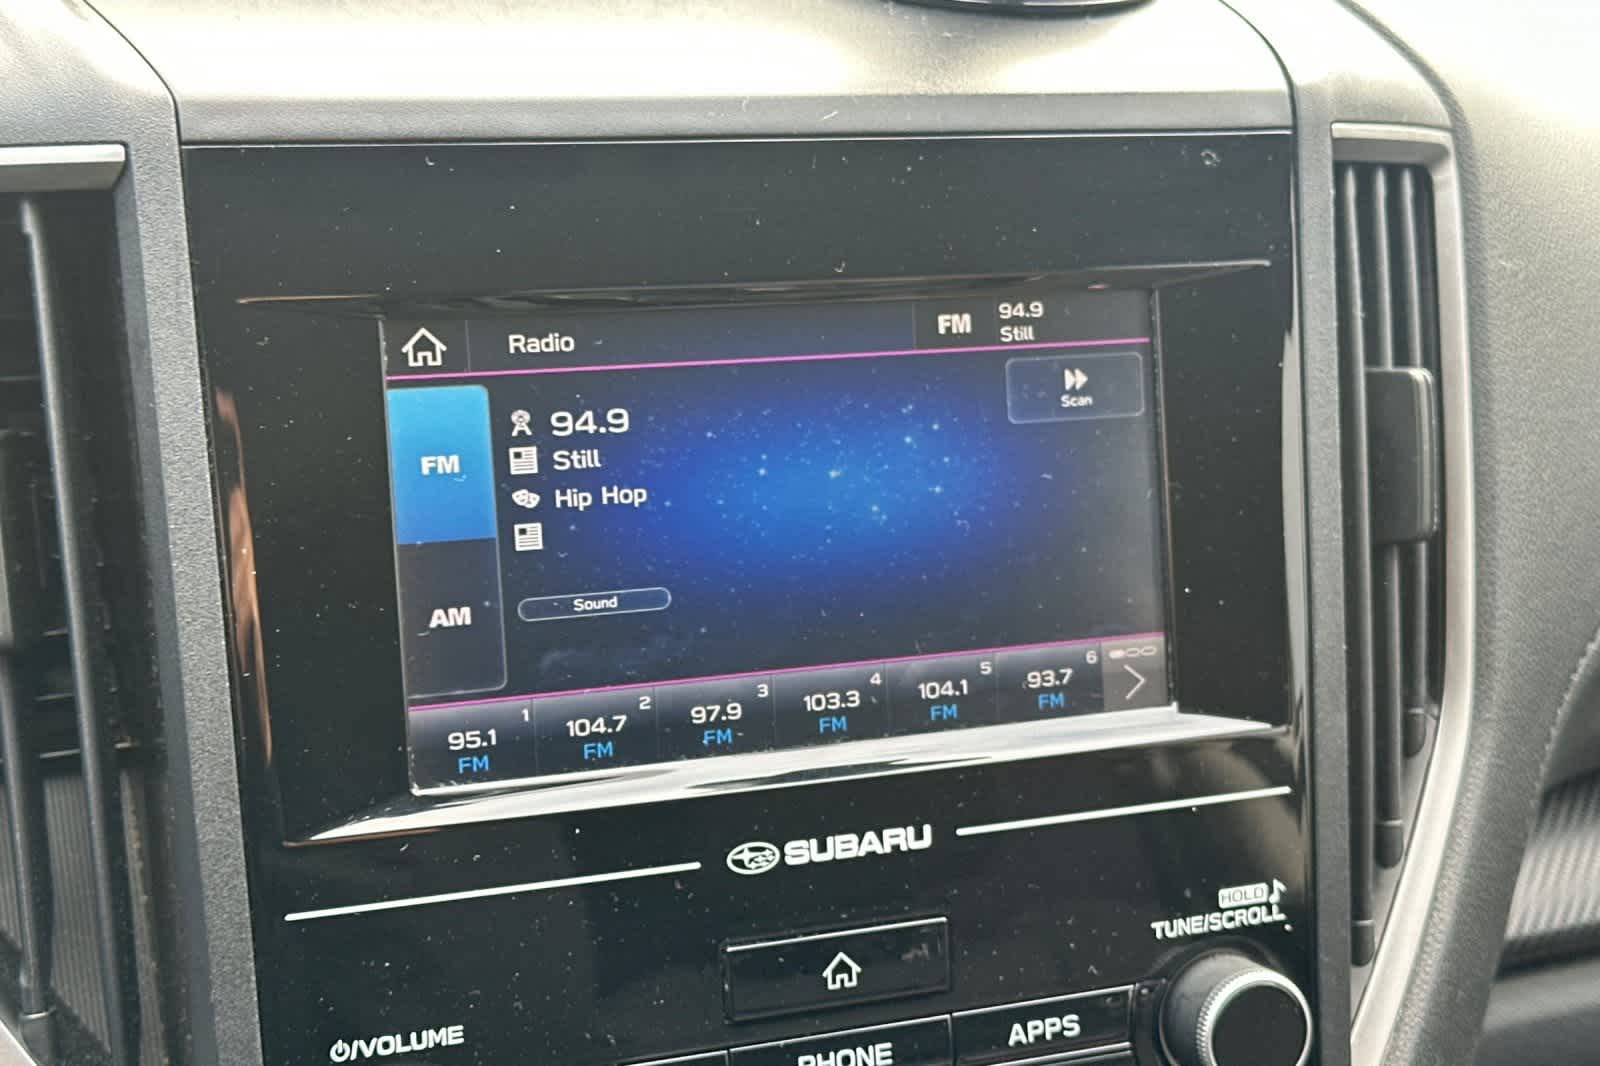 Radio
FM
94.9
Still
Scan
FM
94.9
Still
Hip Hop
AM
Sound
1
95.1
FM
2
104.7
FM
3
97.9
FM
4
103.3
FM
5
104.1
FM
6
93.7
FM
SUBARU
HOLD
TUNE/SCROLL
/VOLUME
PHONE
APPS